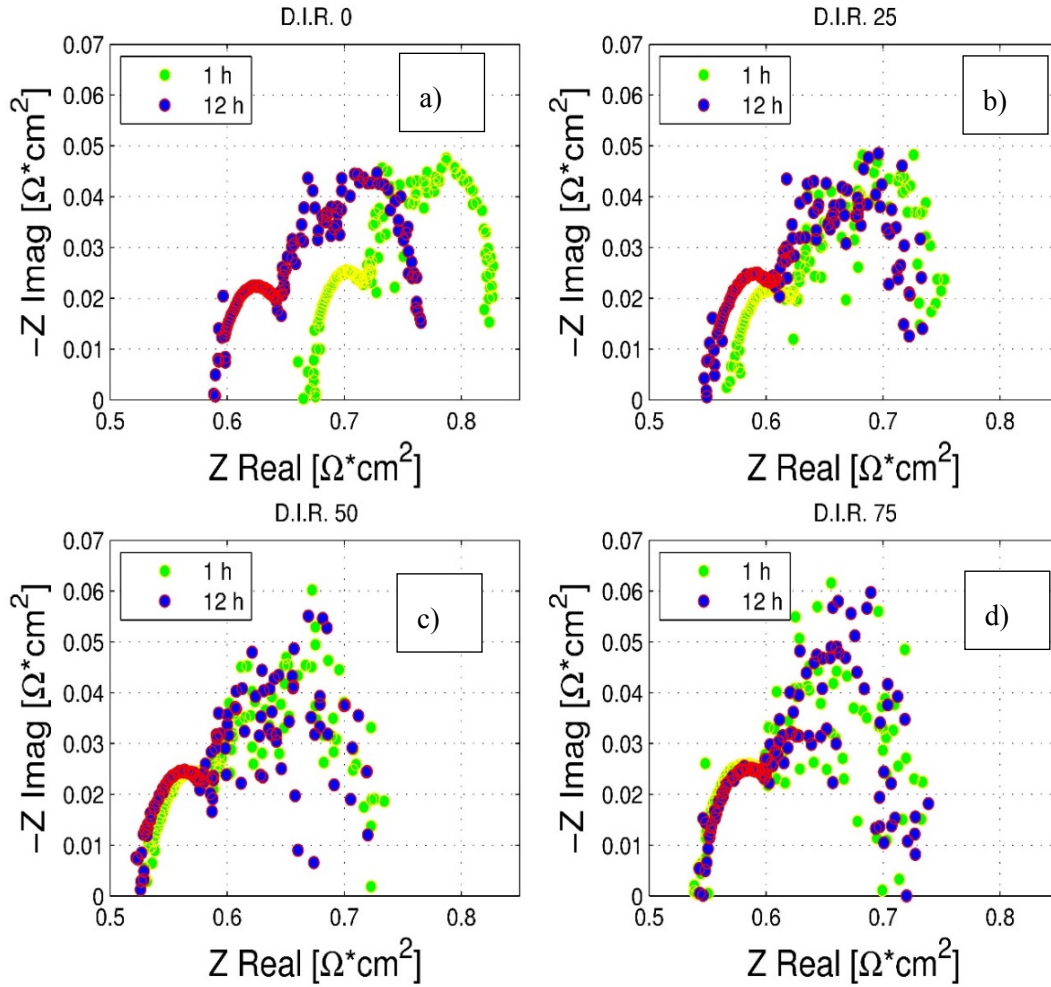 D.I.R. 0
0.07
0.06
0.05
0.04
0.03
0.02
0.01
0
−Z Imag [Ω*cm²]
1 h
12 h
a)
0.5
0.6
0.7
0.8
Z Real [Ω*cm²]
D.I.R. 25
0.07
0.06
0.05
0.04
0.03
0.02
0.01
0
−Z Imag [Ω*cm²]
1 h
12 h
b)
0.5
0.6
0.7
0.8
Z Real [Ω*cm²]
D.I.R. 50
0.07
0.06
0.05
0.04
0.03
0.02
0.01
0
−Z Imag [Ω*cm²]
1 h
12 h
c)
0.5
0.6
0.7
0.8
Z Real [Ω*cm²]
D.I.R. 75
0.07
0.06
0.05
0.04
0.03
0.02
0.01
0
−Z Imag [Ω*cm²]
1 h
12 h
d)
0.5
0.6
0.7
0.8
Z Real [Ω*cm²]